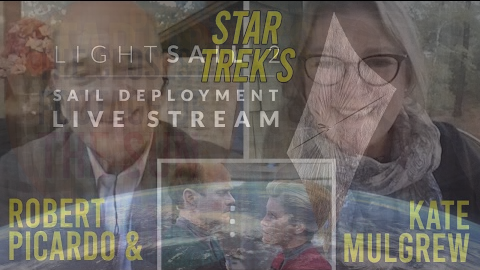 STAR
TREK'S
LIGHTSAIL 2
SAIL DEPLOYMENT
LIVE STREAM
ROBERT
PICARDO &
KATE
MULGREW